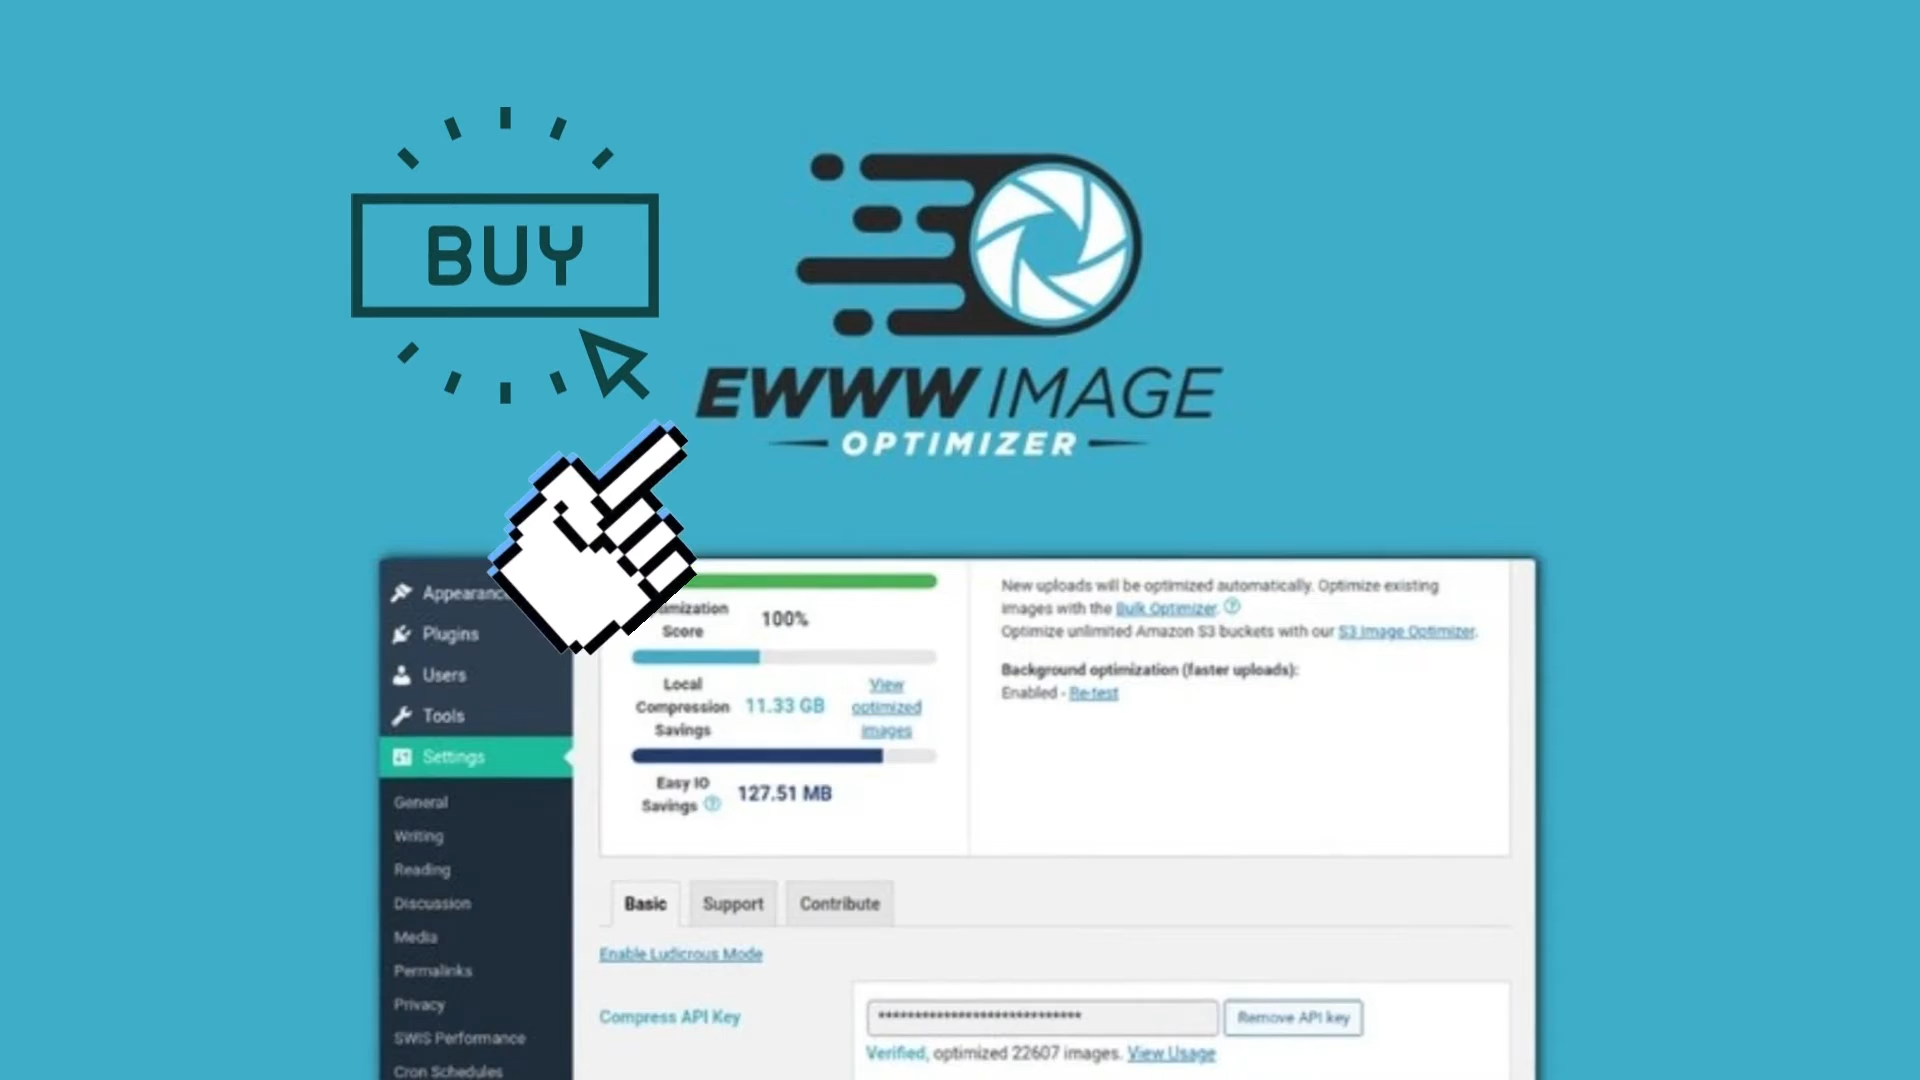 BUY
EWWW IMAGE
OPTIMIZER
Appearance
Plugins
Users
Tools
Settings
General
Writing
Reading
Discussion
Media
Permalinks
Privacy
SWIS Performance
Cron Schedules
Score
100%
Local
Compression
Savings
11.33 GB
View
optimized
images
Easy IO
Savings
127.51 MB
New uploads will be optimized automatically. Optimize existing
images with the Bulk Optimizer.
Optimize unlimited Amazon S3 buckets with our S3 Image Optimizer.
Background optimization (faster uploads):
Enabled - Re-test
Basic
Support
Contribute
Enable Ludicrous Mode
Compress API Key
****************************
Remove API key
Verified, optimized 22607 images. View Usage